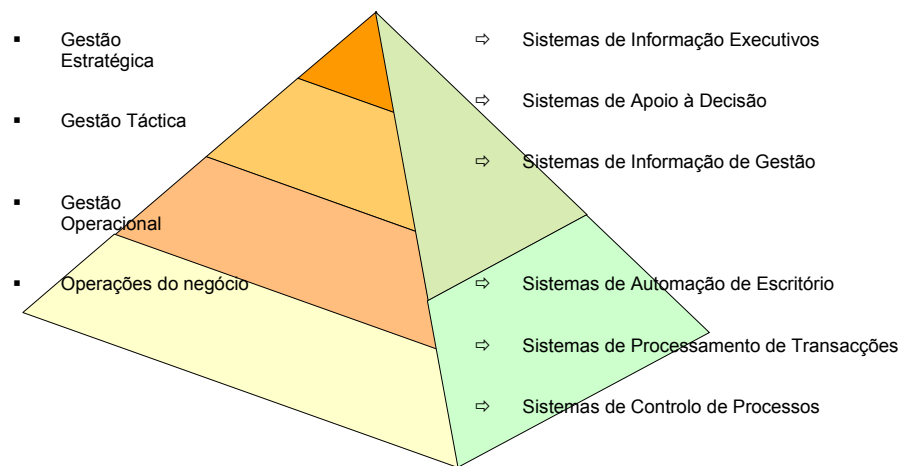 ▪ Gestão
Estratégica
▪ Gestão Táctica
▪ Gestão
Operacional
▪ Operações do negócio
⇨ Sistemas de Informação Executivos
⇨ Sistemas de Apoio à Decisão
⇨ Sistemas de Informação de Gestão
⇨ Sistemas de Automação de Escritório
⇨ Sistemas de Processamento de Transacções
⇨ Sistemas de Controlo de Processos